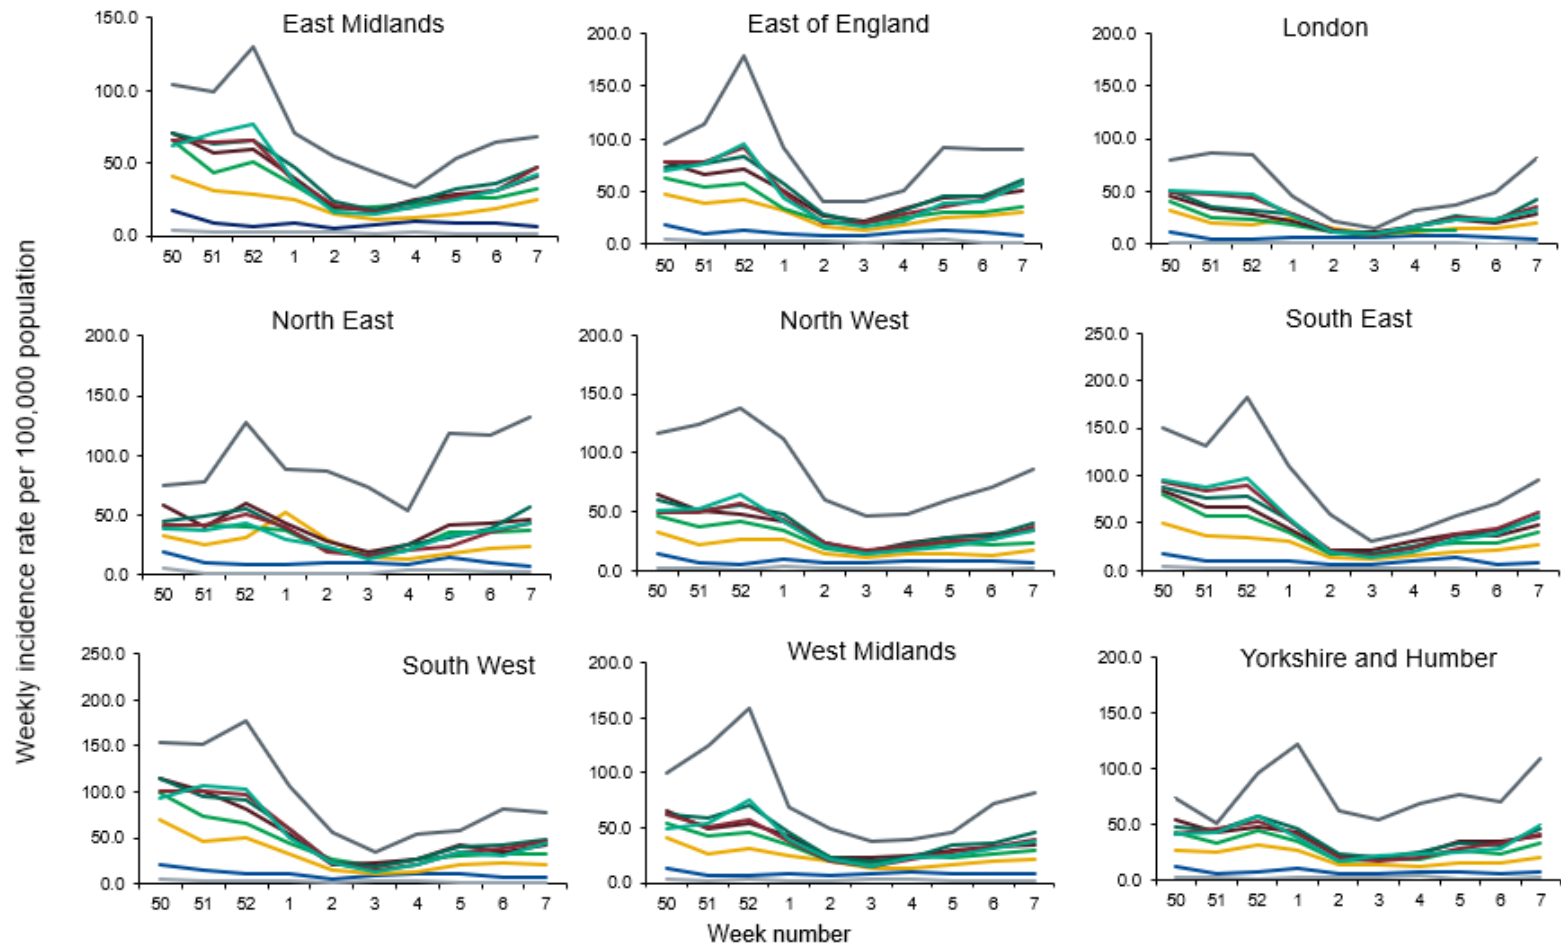 Weekly incidence rate per 100,000 population
East Midlands
150.0
100.0
50.0
0.0
50 51 52 1 2 3 4 5 6 7
East of England
200.0
150.0
100.0
50.0
0.0
50 51 52 1 2 3 4 5 6 7
London
200.0
150.0
100.0
50.0
0.0
50 51 52 1 2 3 4 5 6 7
North East
200.0
150.0
100.0
50.0
0.0
50 51 52 1 2 3 4 5 6 7
North West
200.0
150.0
100.0
50.0
0.0
50 51 52 1 2 3 4 5 6 7
South East
250.0
200.0
150.0
100.0
50.0
0.0
50 51 52 1 2 3 4 5 6 7
South West
250.0
200.0
150.0
100.0
50.0
0.0
50 51 52 1 2 3 4 5 6 7
West Midlands
200.0
150.0
100.0
50.0
0.0
50 51 52 1 2 3 4 5 6 7
Yorkshire and Humber
200.0
150.0
100.0
50.0
0.0
50 51 52 1 2 3 4 5 6 7
Week number